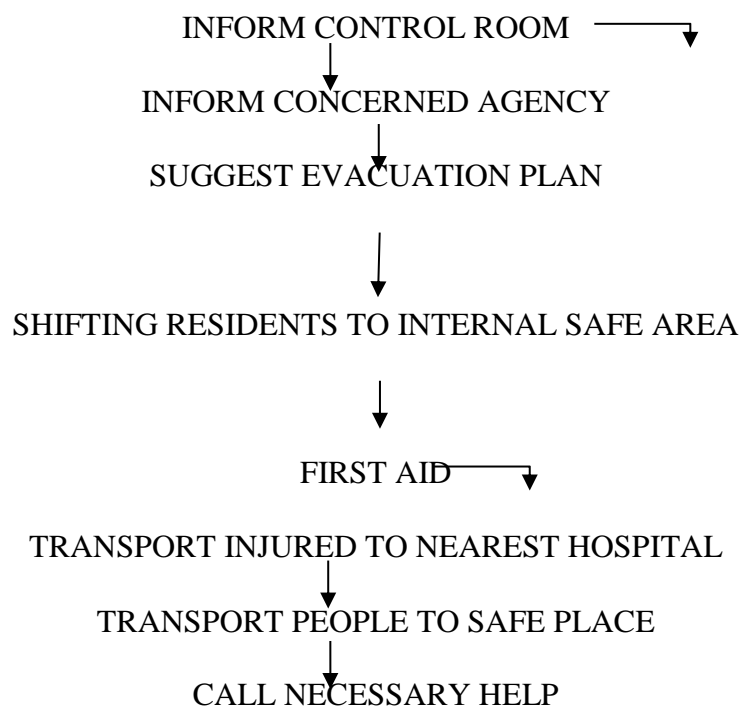 INFORM CONTROL ROOM
INFORM CONCERNED AGENCY
SUGGEST EVACUATION PLAN
SHIFTING RESIDENTS TO INTERNAL SAFE AREA
FIRST AID
TRANSPORT INJURED TO NEAREST HOSPITAL
TRANSPORT PEOPLE TO SAFE PLACE
CALL NECESSARY HELP